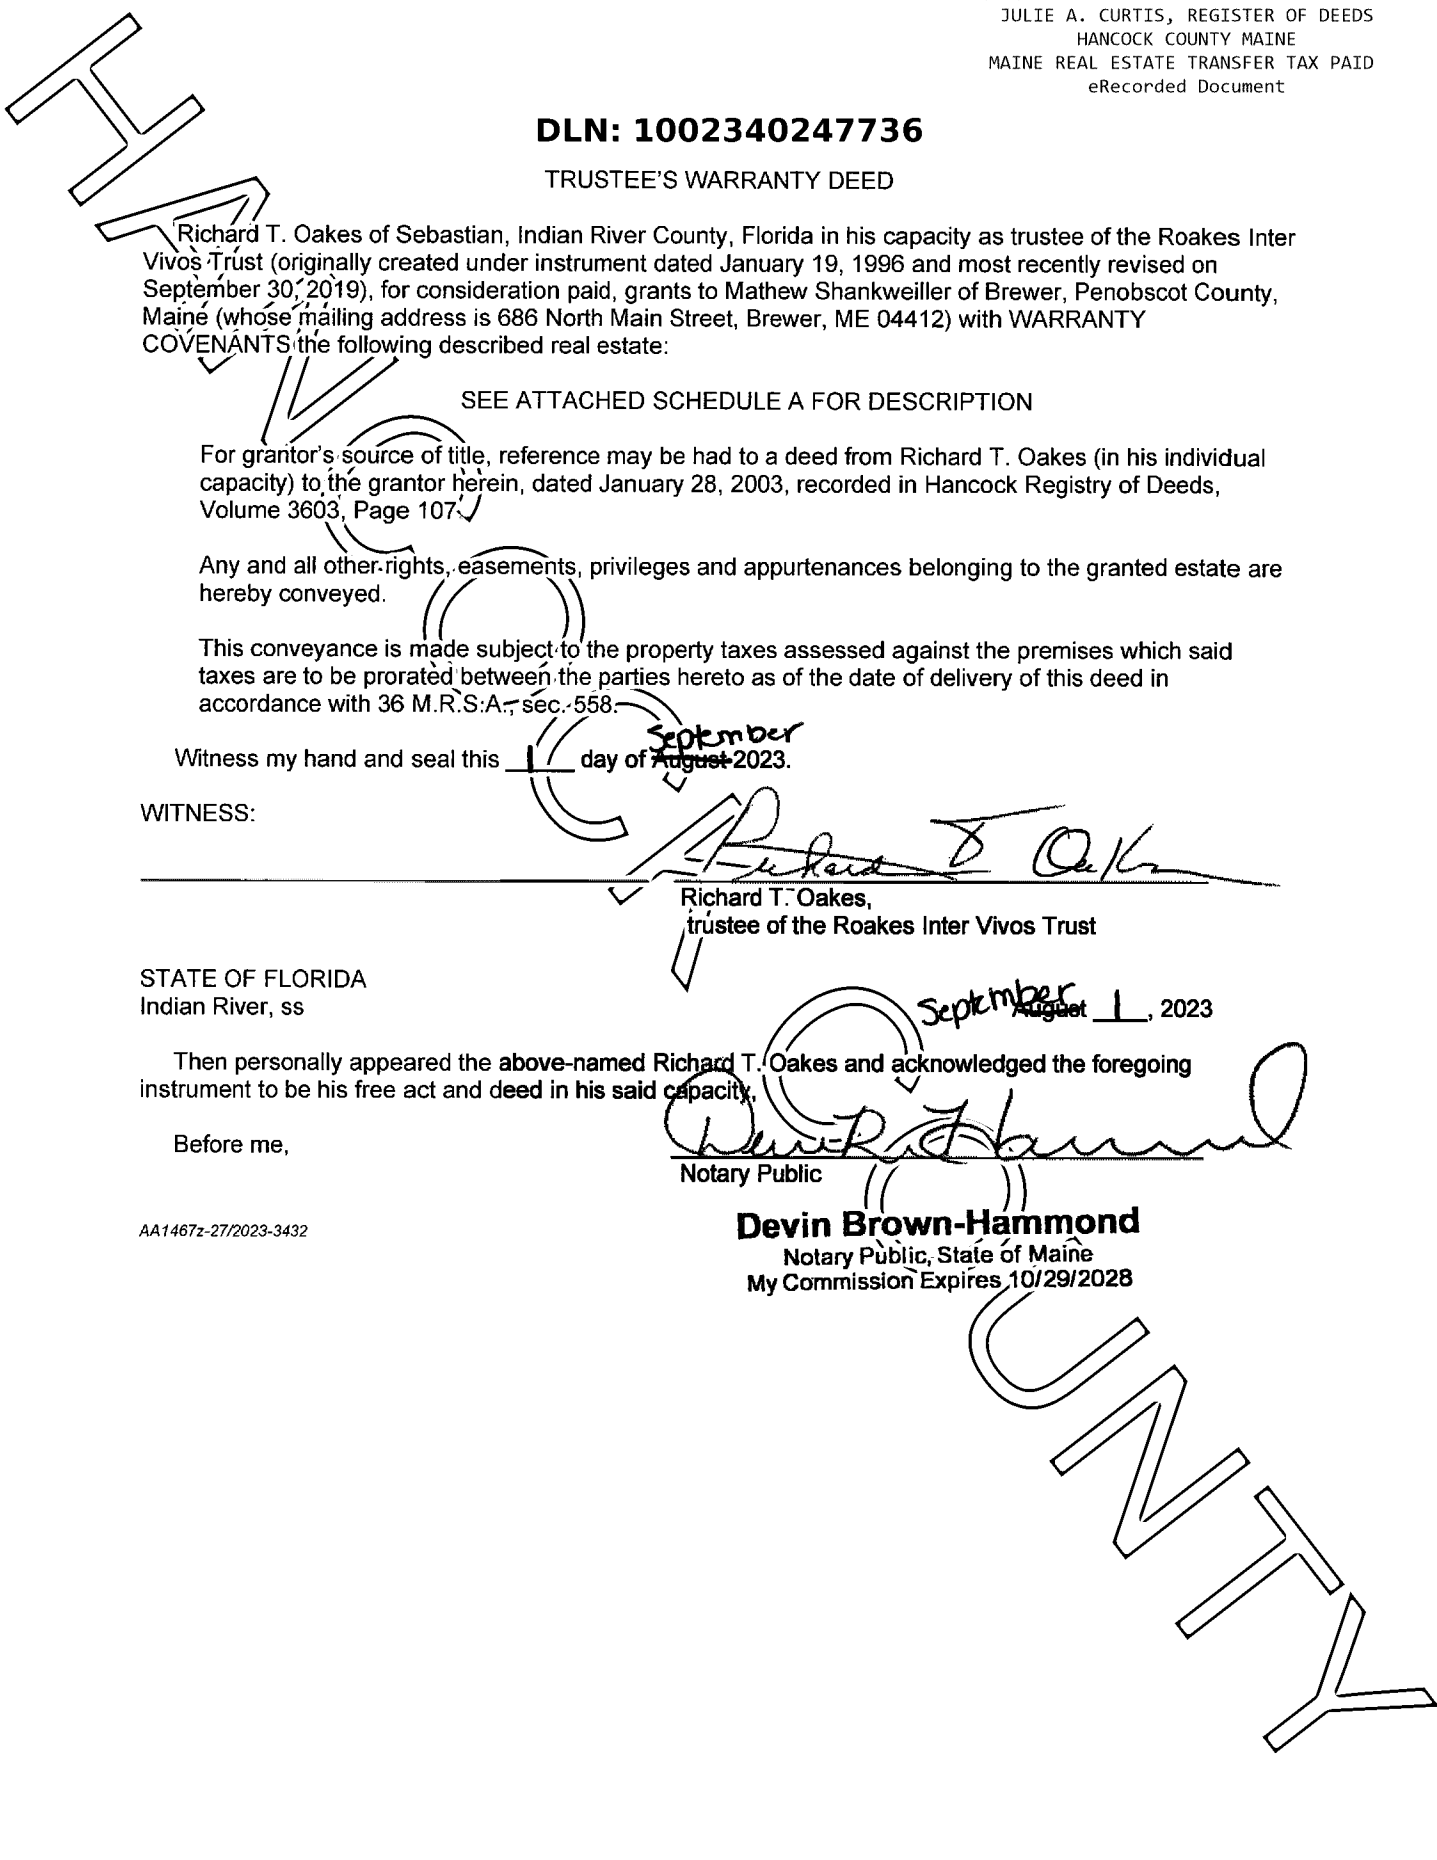 JULIE A. CURTIS, REGISTER OF DEEDS
HANCOCK COUNTY MAINE
MAINE REAL ESTATE TRANSFER TAX PAID
eRecorded Document
DLN: 1002340247736
TRUSTEE'S WARRANTY DEED
Richard T. Oakes of Sebastian, Indian River County, Florida in his capacity as trustee of the Roakes Inter
Vivos Trust (originally created under instrument dated January 19, 1996 and most recently revised on
September 30, 2019), for consideration paid, grants to Mathew Shankweiller of Brewer, Penobscot County,
Maine (whose mailing address is 686 North Main Street, Brewer, ME 04412) with WARRANTY
COVENANTS the following described real estate:
SEE ATTACHED SCHEDULE A FOR DESCRIPTION
For grantor's source of title, reference may be had to a deed from Richard T. Oakes (in his individual
capacity) to the grantor herein, dated January 28, 2003, recorded in Hancock Registry of Deeds,
Volume 3603, Page 107.
Any and all other rights, easements, privileges and appurtenances belonging to the granted estate are
hereby conveyed.
This conveyance is made subject to the property taxes assessed against the premises which said
taxes are to be prorated between the parties hereto as of the date of delivery of this deed in
accordance with 36 M.R.S.A., sec. 558.
September
Witness my hand and seal this 1 day of August 2023.
WITNESS:
Richard T Oakes
Richard T. Oakes,
trustee of the Roakes Inter Vivos Trust
STATE OF FLORIDA
Indian River, ss
September August 1, 2023
Then personally appeared the above-named Richard T. Oakes and acknowledged the foregoing
instrument to be his free act and deed in his said capacity,
Before me,
Notary Public
AA1467z-27/2023-3432
Devin Brown-Hammond
Notary Public, State of Maine
My Commission Expires 10/29/2028
HANCOCK COUNTY